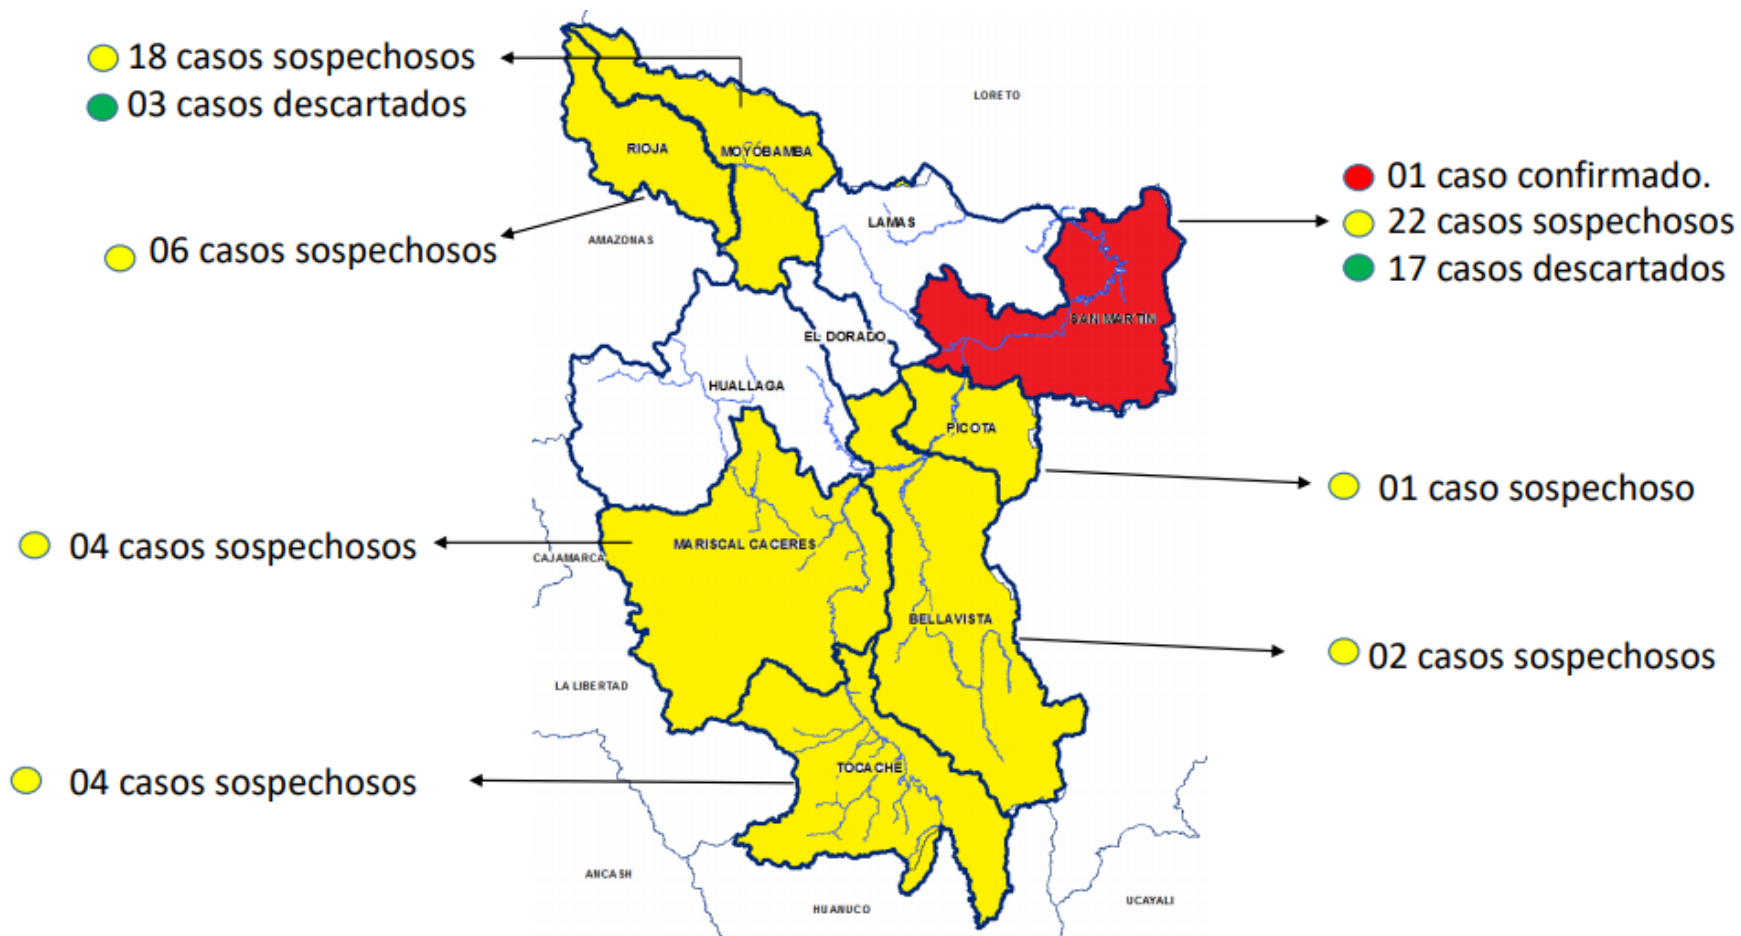 18 casos sospechosos
03 casos descartados
LORETO
RIOJA
MOYOBAMBA
01 caso confirmado.
22 casos sospechosos
17 casos descartados
LAMAS
AMAZONAS
06 casos sospechosos
SAN MARTIN
EL DORADO
HUALLAGA
PICOTA
01 caso sospechoso
04 casos sospechosos
MARISCAL CACERES
CAJAMARCA
BELLAVISTA
02 casos sospechosos
LA LIBERTAD
TOCACHE
04 casos sospechosos
ANCASH
HUANUCO
UCAYALI